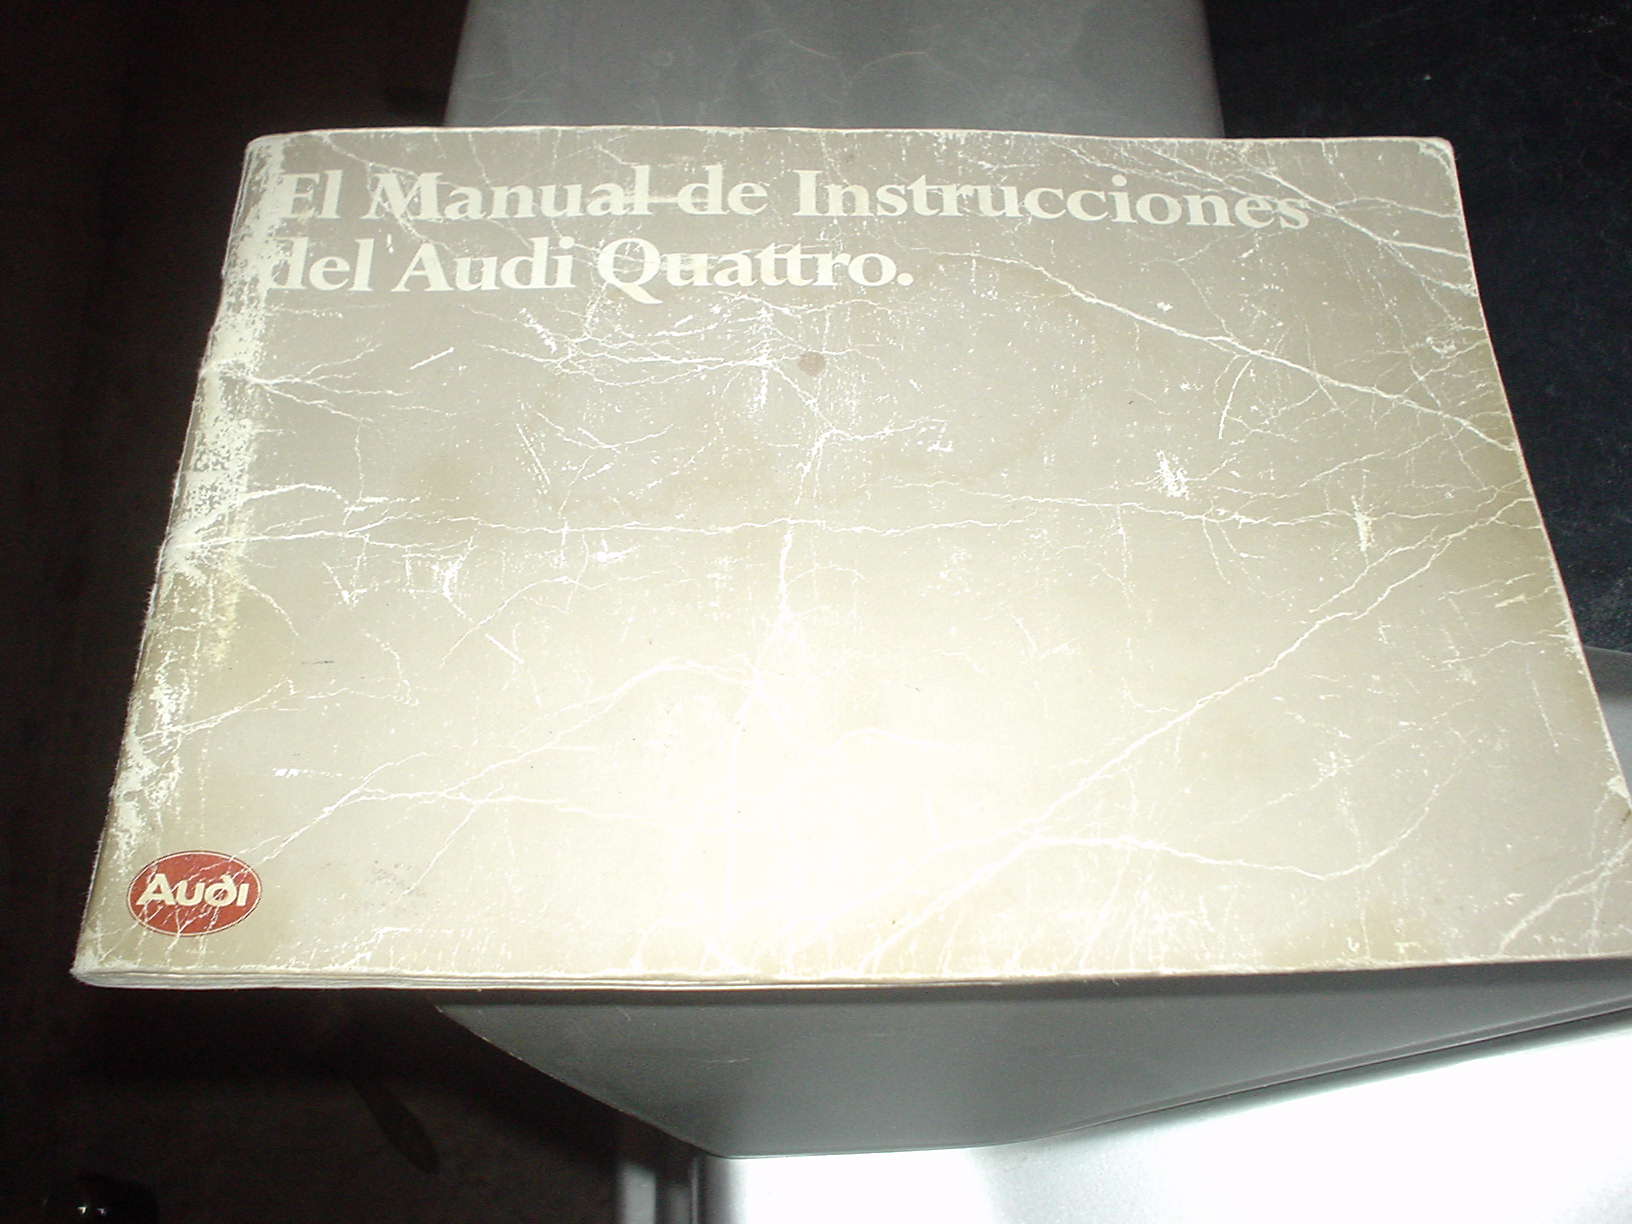 El Manual de Instrucciones
del Audi Quattro.
Audi